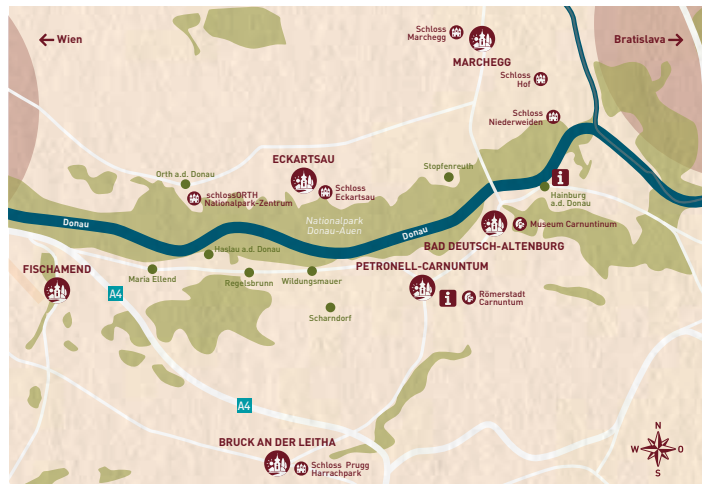 Wien
Schloss
Marchegg
Bratislava
MARCHEGG
Schloss
Hof
Schloss
Niederweiden
ECKARTSAU
Stopfenreuth
Orth a.d. Donau
schlossORTH
Nationalpark-Zentrum
Schloss
Eckartsau
i
Hainburg
a.d. Donau
Nationalpark
Donau-Auen
Donau
Donau
Museum Carnuntinum
BAD DEUTSCH-ALTENBURG
Haslau a.d. Donau
FISCHAMEND
Maria Ellend
Regelsbrunn
Wildungsmauer
PETRONELL-CARNUNTUM
A4
i
Römerstadt
Carnuntum
Scharndorf
A4
BRUCK AN DER LEITHA
Schloss Prugg
Harrachpark
N
W
O
S